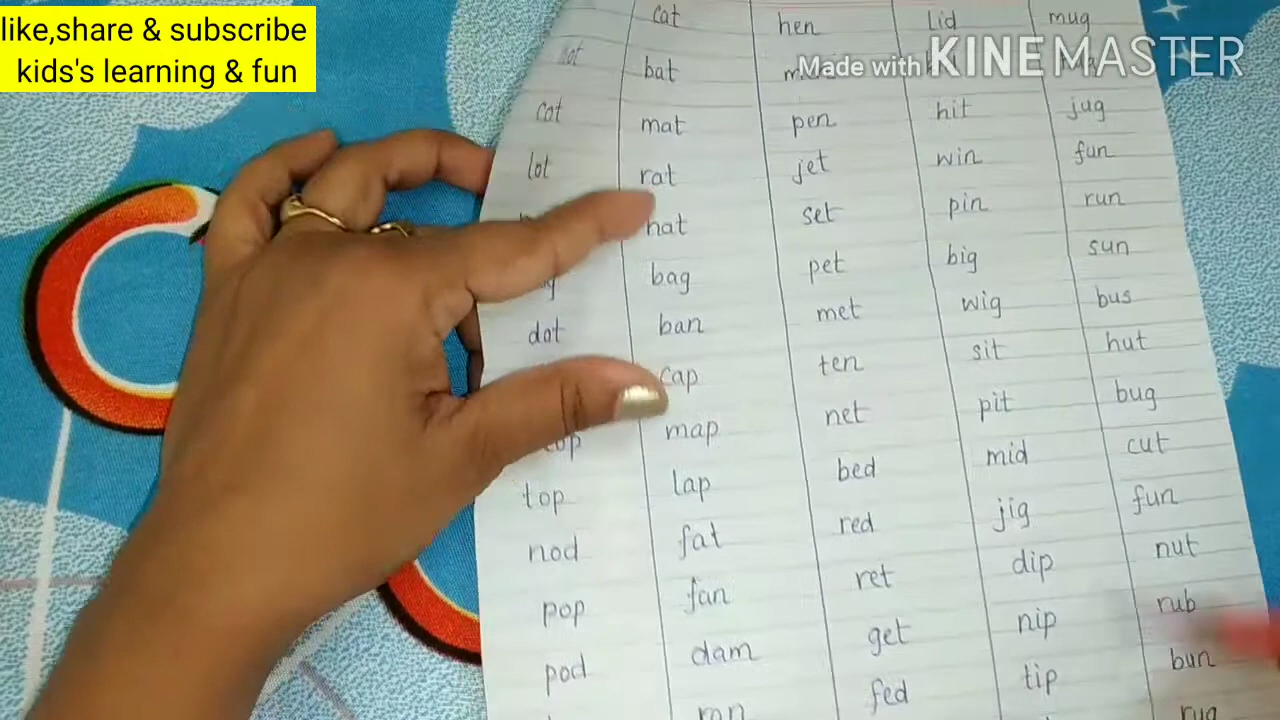 like,share & subscribe
kids's learning & fun
Made with KINEMASTER
cat hen lid mug
hot bat
cot mat pen hit jug
lot rat jet win fun
hat set pin run
bag pet big sun
dot ban met wig bus
cap ten sit hut
map net pit bug
top lap bed mid cut
nod fat red jig fun
pop fan ret dip nut
pod dam get nip rub
fed tip bun
rug